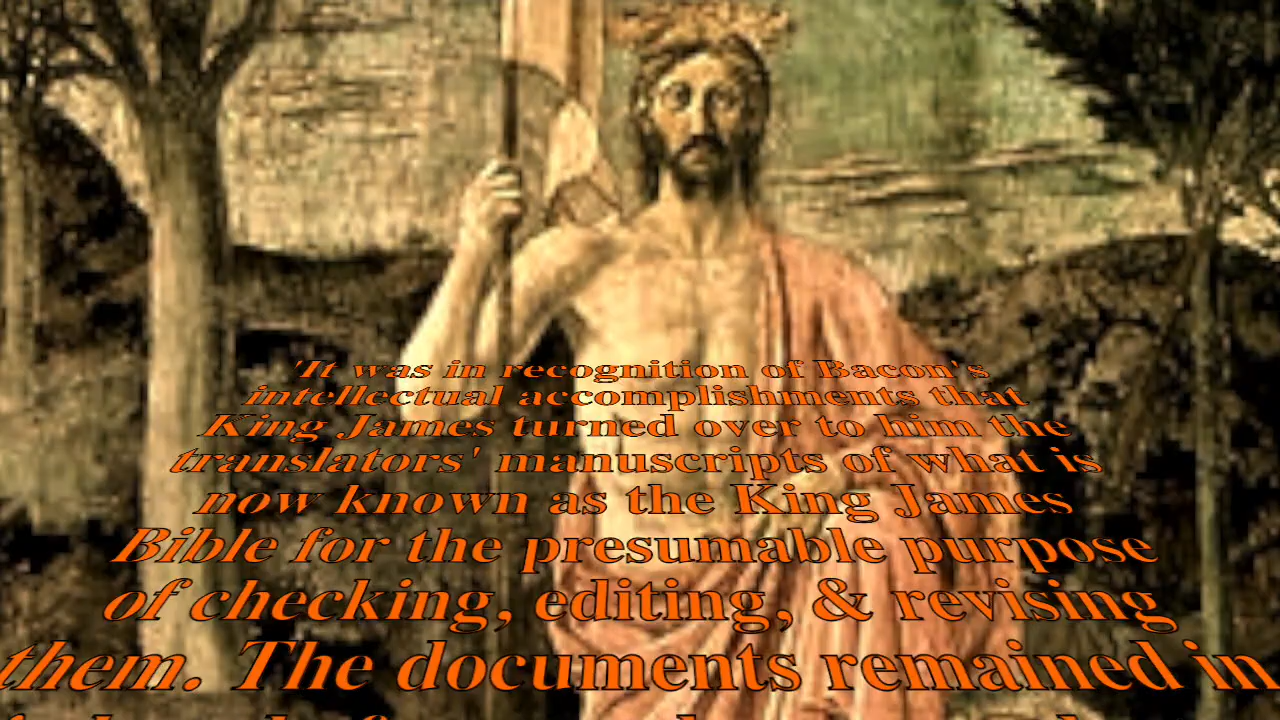 'It was in recognition of Bacon's
intellectual accomplishments that
King James turned over to him the
translators' manuscripts of what is
now known as the King James
Bible for the presumable purpose
of checking, editing, & revising
them. The documents remained in